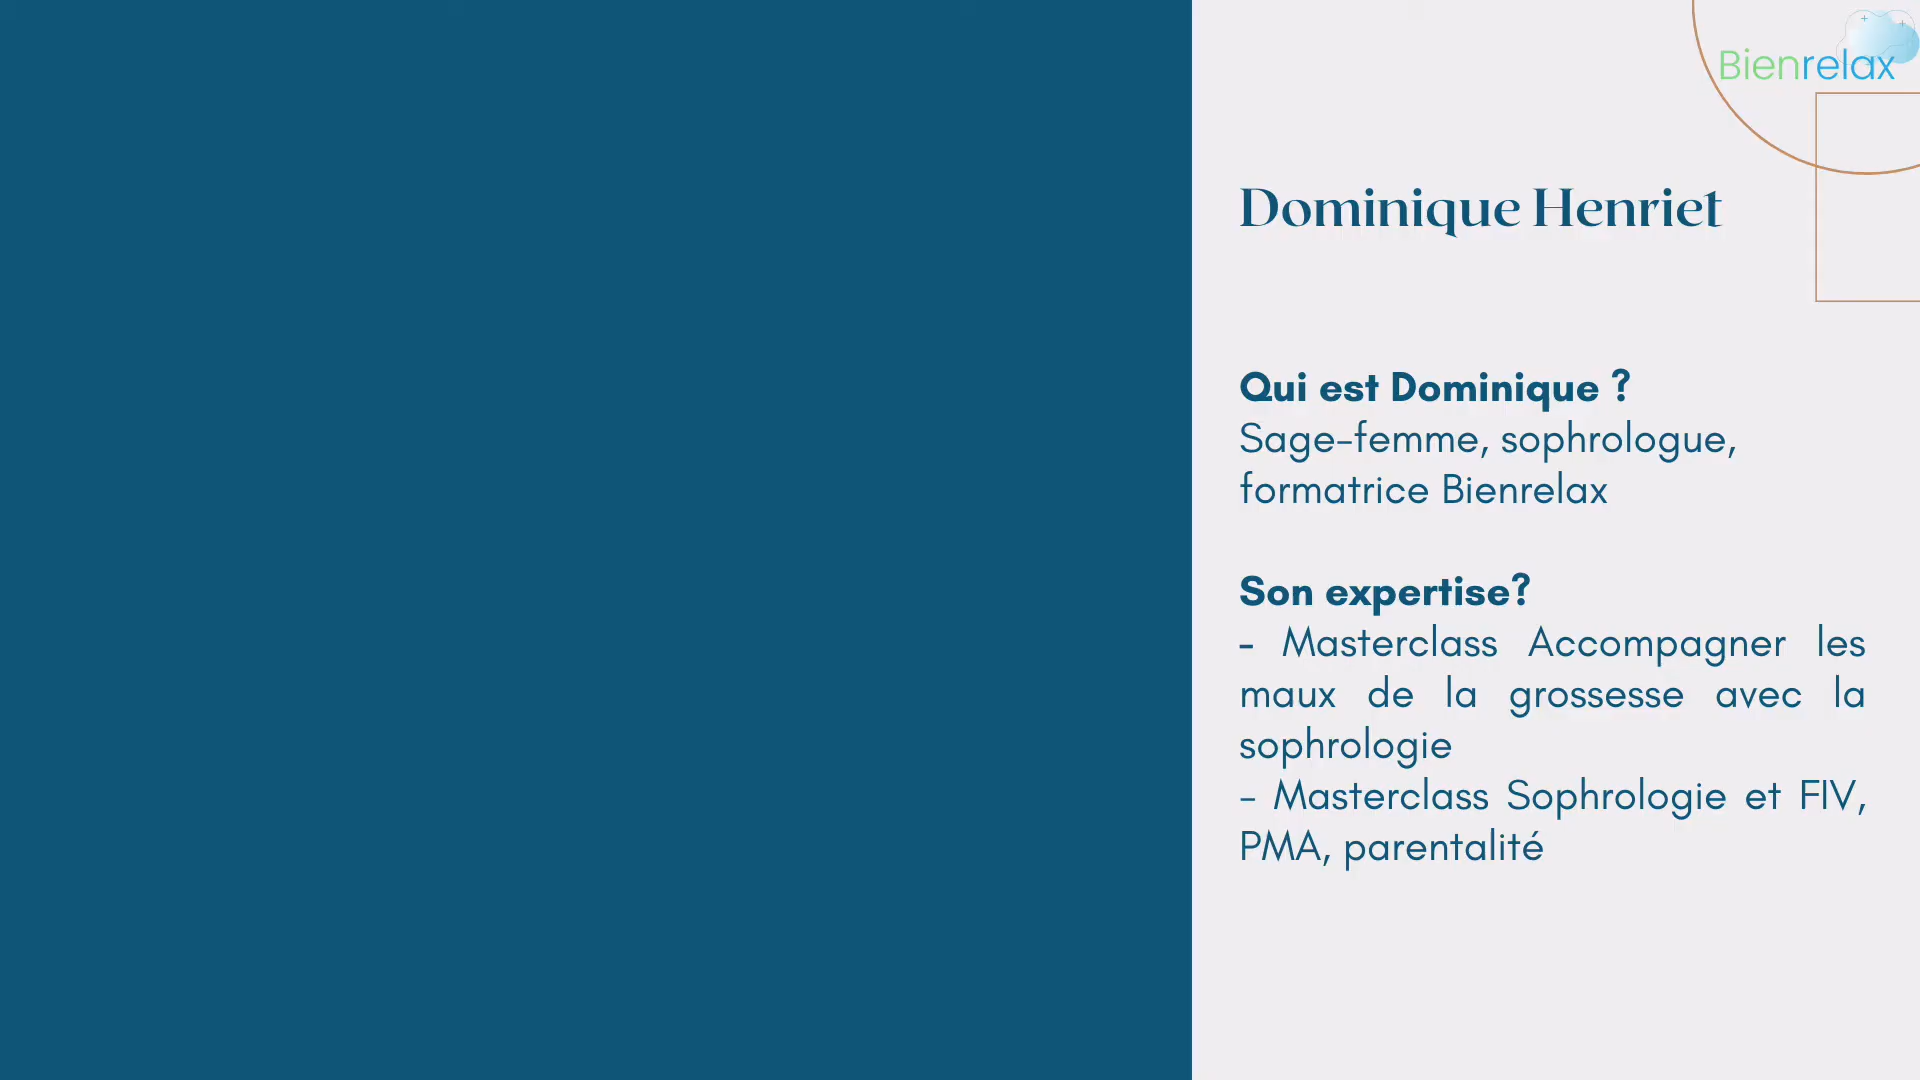 Bienrelax
Dominique Henriet
Qui est Dominique ?
Sage-femme, sophrologue,
formatrice Bienrelax
Son expertise?
- Masterclass Accompagner les
maux de la grossesse avec la
sophrologie
- Masterclass Sophrologie et FIV,
PMA, parentalité